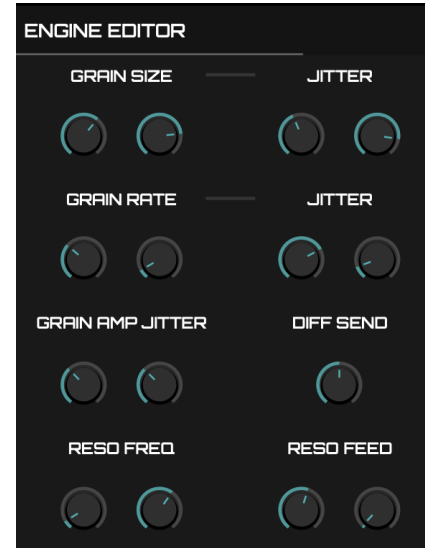 ENGINE EDITOR
GRAIN SIZE JITTER
GRAIN RATE JITTER
GRAIN AMP JITTER DIFF SEND
RESO FREQ RESO FEED